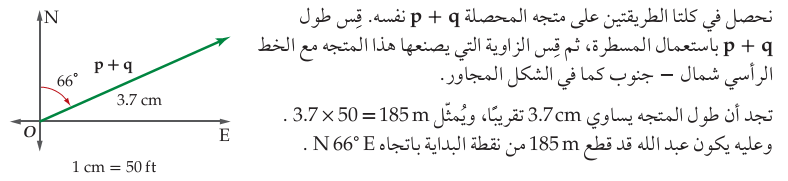 نحصل في كلتا الطريقتين على متجه المحصلة p + q نفسه. قِس طول
p + q باستعمال المسطرة، ثم قِس الزاوية التي يصنعها هذا المتجه مع الخط
الرأسي شمال – جنوب كما في الشكل المجاور.
تجد أن طول المتجه يساوي 3.7 cm تقريبًا، ويُمثّل 3.7 × 50 = 185 m .
وعليه يكون عبد الله قد قطع 185 m من نقطة البداية باتجاه N 66° E .
N
p + q
66°
3.7 cm
O
E
1 cm = 50 ft